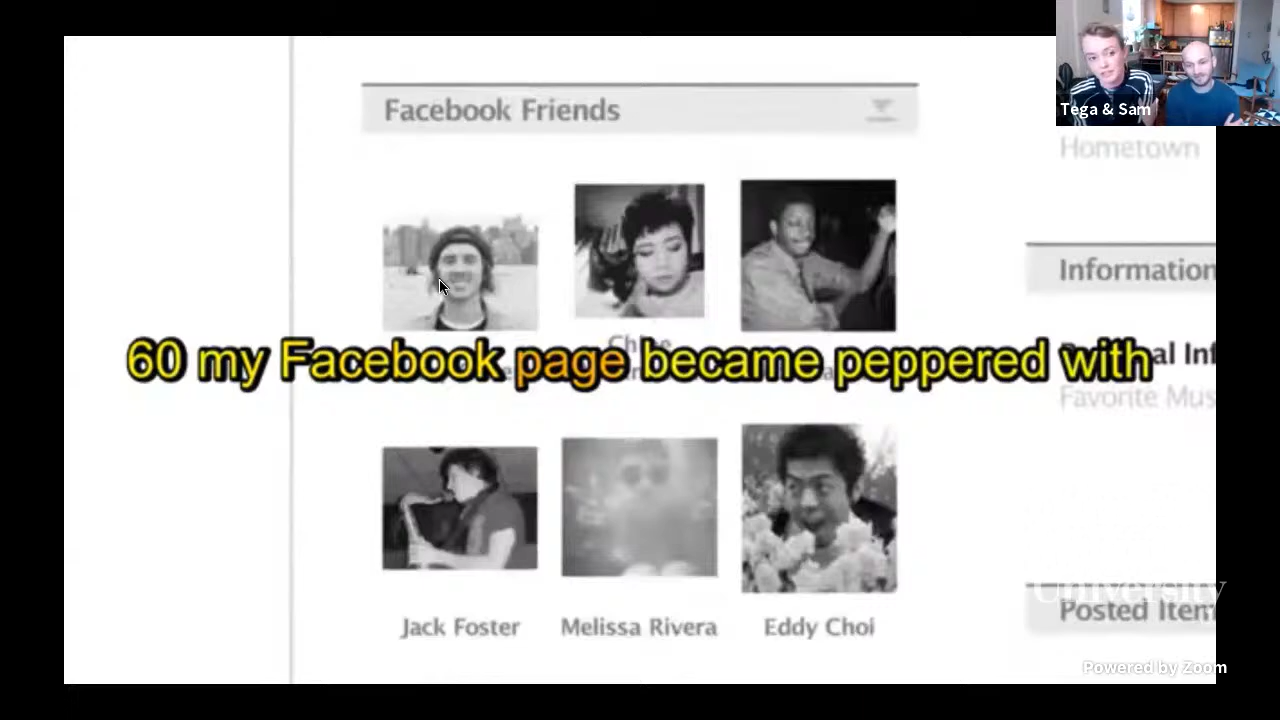 Facebook Friends
Tega & Sam
Hometown
Information
60 my Facebook page became peppered with
Favorite Mus
Jack Foster
Melissa Rivera
Eddy Choi
University
Posted Item
Powered by Zoom